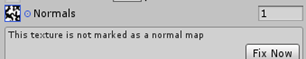 Normals 1
This texture is not marked as a normal map
Fix Now